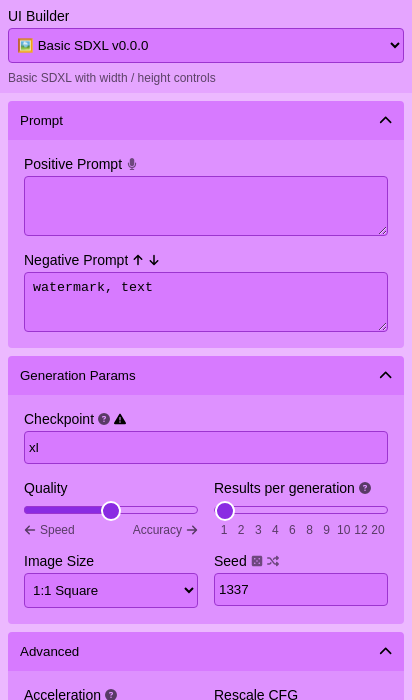 UI Builder
🖼️ Basic SDXL v0.0.0
Basic SDXL with width / height controls
Prompt
Positive Prompt
Negative Prompt ↑ ↓
watermark, text
Generation Params
Checkpoint
xl
Quality
Results per generation
← Speed Accuracy →
1 2 3 4 6 8 9 10 12 20
Image Size
Seed
1:1 Square
1337
Advanced
Acceleration
Rescale CFG